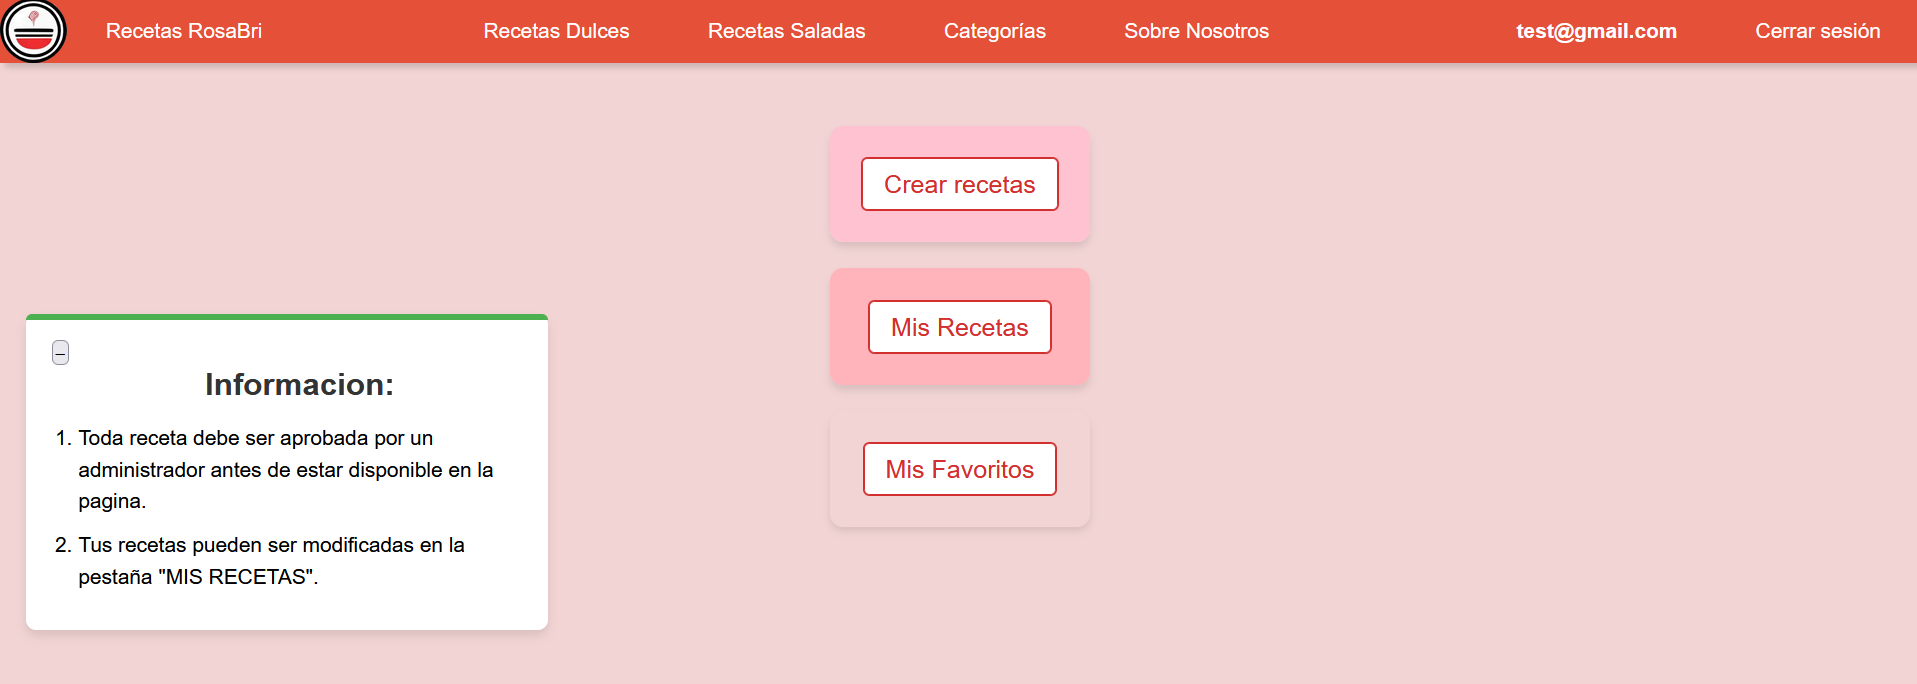 Recetas RosaBri
Recetas Dulces
Recetas Saladas
Categorías
Sobre Nosotros
test@gmail.com
Cerrar sesión
Crear recetas
Mis Recetas
Mis Favoritos
–
Informacion:
1. Toda receta debe ser aprobada por un
administrador antes de estar disponible en la
pagina.
2. Tus recetas pueden ser modificadas en la
pestaña "MIS RECETAS".